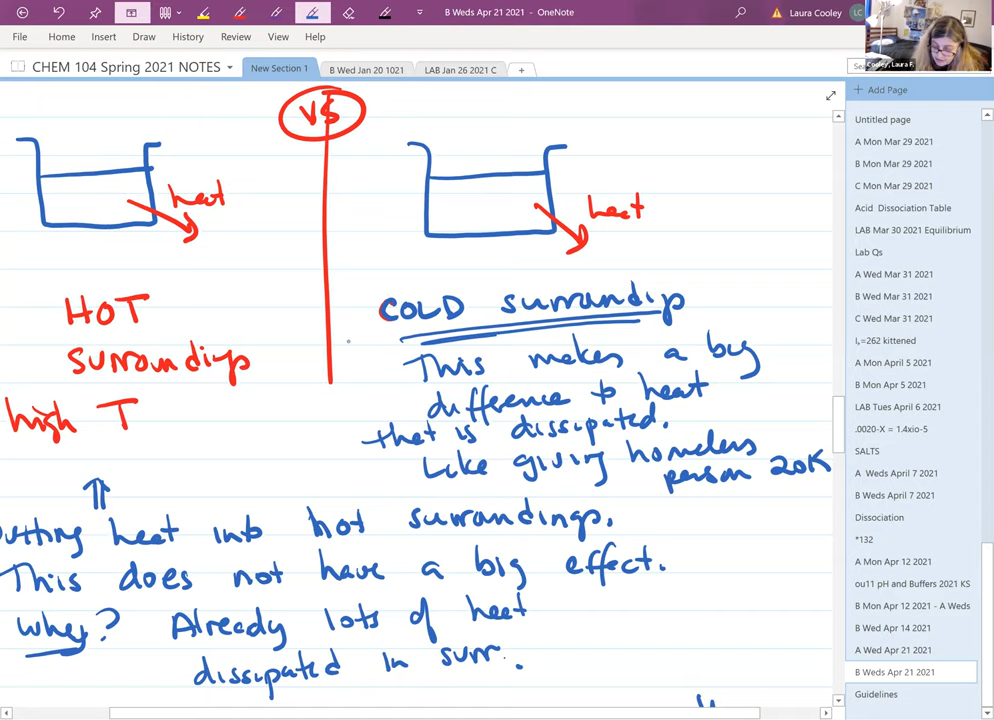 B Weds Apr 21 2021 - OneNote
Laura Cooley
LC
File Home Insert Draw History Review View Help
Cooley, Laura F.
CHEM 104 Spring 2021 NOTES
New Section 1
B Wed Jan 20 1021
LAB Jan 26 2021 C
Sea
VS
heat
heat
HOT
surroundings
high T
COLD surroundings
This makes a big
difference to heat
that is dissipated.
Like giving homeless
person 20K
utting heat into hot surroundings.
This does not have a big effect.
why? Already lots of heat
dissipated in surr.
Add Page
Untitled page
A Mon Mar 29 2021
B Mon Mar 29 2021
C Mon Mar 29 2021
Acid Dissociation Table
LAB Mar 30 2021 Equilibrium
Lab Qs
A Wed Mar 31 2021
B Wed Mar 31 2021
C Wed Mar 31 2021
I,=262 kittened
A Mon April 5 2021
B Mon Apr 5 2021
LAB Tues April 6 2021
.0020-X = 1.4xio-5
SALTS
A Weds April 7 2021
B Weds April 7 2021
Dissociation
*132
A Mon Apr 12 2021
ou11 pH and Buffers 2021 KS
B Mon Apr 12 2021 - A Weds
B Wed Apr 14 2021
A Wed Apr 21 2021
B Weds Apr 21 2021
Guidelines